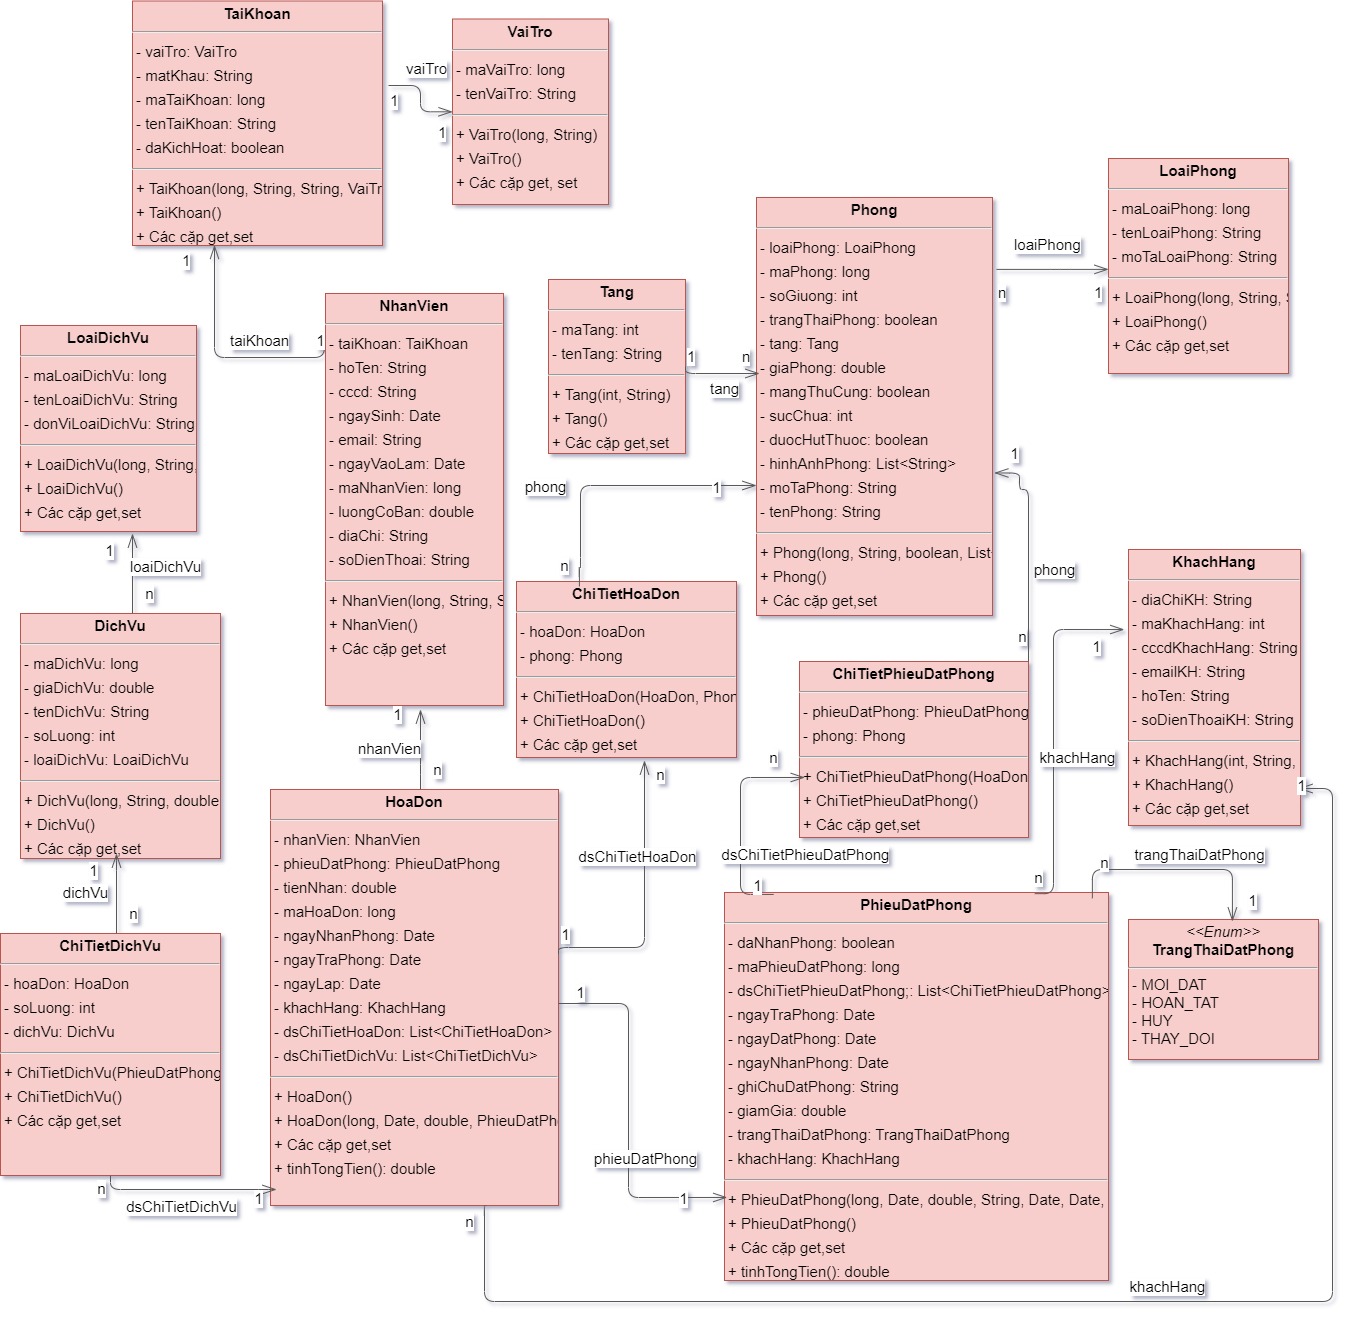 TaiKhoan
- vaiTro: VaiTro
- matKhau: String
- maTaiKhoan: long
- tenTaiKhoan: String
- daKichHoat: boolean
+ TaiKhoan(long, String, String, VaiTr
+ TaiKhoan()
+ Các cặp get,set
vaiTro
1
1
VaiTro
- maVaiTro: long
- tenVaiTro: String
+ VaiTro(long, String)
+ VaiTro()
+ Các cặp get, set
LoaiPhong
- maLoaiPhong: long
- tenLoaiPhong: String
- moTaLoaiPhong: String
+ LoaiPhong(long, String, S
+ LoaiPhong()
+ Các cặp get,set
Phong
- loaiPhong: LoaiPhong
- maPhong: long
- soGiuong: int
- trangThaiPhong: boolean
- tang: Tang
- giaPhong: double
- mangThuCung: boolean
- sucChua: int
- duocHutThuoc: boolean
- hinhAnhPhong: List<String>
- moTaPhong: String
- tenPhong: String
+ Phong(long, String, boolean, List
+ Phong()
+ Các cặp get,set
loaiPhong
n
1
Tang
- maTang: int
- tenTang: String
+ Tang(int, String)
+ Tang()
+ Các cặp get,set
1
n
tang
1
taiKhoan
1
NhanVien
- taiKhoan: TaiKhoan
- hoTen: String
- cccd: String
- ngaySinh: Date
- email: String
- ngayVaoLam: Date
- maNhanVien: long
- luongCoBan: double
- diaChi: String
- soDienThoai: String
+ NhanVien(long, String, S
+ NhanVien()
+ Các cặp get,set
LoaiDichVu
- maLoaiDichVu: long
- tenLoaiDichVu: String
- donViLoaiDichVu: String
+ LoaiDichVu(long, String,
+ LoaiDichVu()
+ Các cặp get,set
1
loaiDichVu
n
DichVu
- maDichVu: long
- giaDichVu: double
- tenDichVu: String
- soLuong: int
- loaiDichVu: LoaiDichVu
+ DichVu(long, String, double
+ DichVu()
+ Các cặp get,set
1
dichVu
n
ChiTietDichVu
- hoaDon: HoaDon
- soLuong: int
- dichVu: DichVu
+ ChiTietDichVu(PhieuDatPhong
+ ChiTietDichVu()
+ Các cặp get,set
n
dsChiTietDichVu
1
phong
1
n
ChiTietHoaDon
- hoaDon: HoaDon
- phong: Phong
+ ChiTietHoaDon(HoaDon, Phon
+ ChiTietHoaDon()
+ Các cặp get,set
1
nhanVien
n
n
dsChiTietHoaDon
1
HoaDon
- nhanVien: NhanVien
- phieuDatPhong: PhieuDatPhong
- tienNhan: double
- maHoaDon: long
- ngayNhanPhong: Date
- ngayTraPhong: Date
- ngayLap: Date
- khachHang: KhachHang
- dsChiTietHoaDon: List<ChiTietHoaDon>
- dsChiTietDichVu: List<ChiTietDichVu>
+ HoaDon()
+ HoaDon(long, Date, double, PhieuDatPh
+ Các cặp get,set
+ tinhTongTien(): double
1
phieuDatPhong
1
1
phong
n
ChiTietPhieuDatPhong
- phieuDatPhong: PhieuDatPhong
- phong: Phong
+ ChiTietPhieuDatPhong(HoaDon
+ ChiTietPhieuDatPhong()
+ Các cặp get,set
n
dsChiTietPhieuDatPhong
1
KhachHang
- diaChiKH: String
- maKhachHang: int
- cccdKhachHang: String
- emailKH: String
- hoTen: String
- soDienThoaiKH: String
+ KhachHang(int, String,
+ KhachHang()
+ Các cặp get,set
1
khachHang
n
1
PhieuDatPhong
- daNhanPhong: boolean
- maPhieuDatPhong: long
- dsChiTietPhieuDatPhong;: List<ChiTietPhieuDatPhong>
- ngayTraPhong: Date
- ngayDatPhong: Date
- ngayNhanPhong: Date
- ghiChuDatPhong: String
- giamGia: double
- trangThaiDatPhong: TrangThaiDatPhong
- khachHang: KhachHang
+ PhieuDatPhong(long, Date, double, String, Date, Date,
+ PhieuDatPhong()
+ Các cặp get,set
+ tinhTongTien(): double
n
trangThaiDatPhong
1
<<Enum>>
TrangThaiDatPhong
- MOI_DAT
- HOAN_TAT
- HUY
- THAY_DOI
n
khachHang